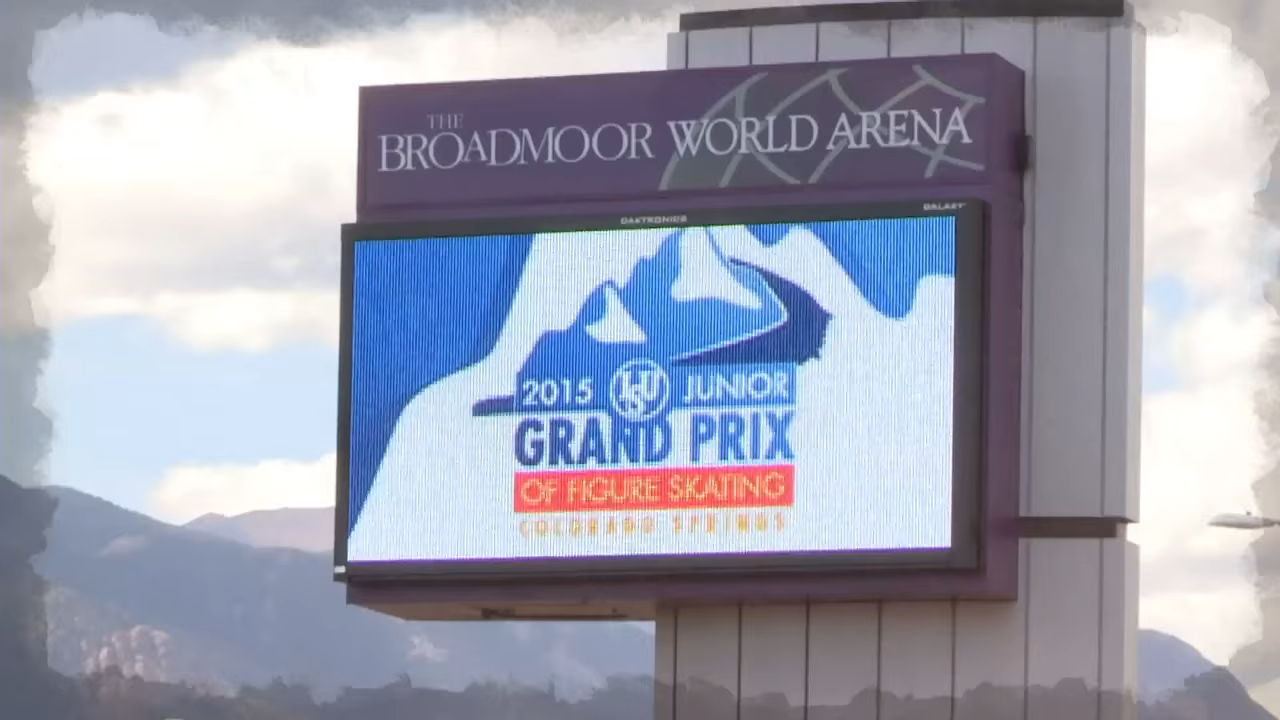 THE
BROADMOOR WORLD ARENA
DAKTRONICS
GALAXY
2015 ISU JUNIOR
GRAND PRIX
OF FIGURE SKATING
COLORADO SPRINGS